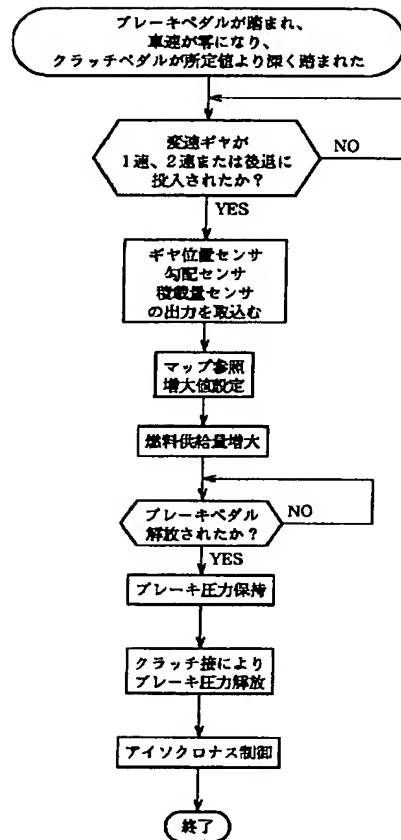 ブレーキペダルが踏まれ、
車速が零になり、
クラッチペダルが所定値より深く踏まれた
変速ギヤが
1速、2速または後退に
投入されたか?
NO
YES
ギヤ位置センサ
勾配センサ
積載量センサ
の出力を取込む
マップ参照
増大値設定
燃料供給量増大
ブレーキペダル
解放されたか?
NO
YES
ブレーキ圧力保持
クラッチ接により
ブレーキ圧力解放
アイソクロナス制御
終了